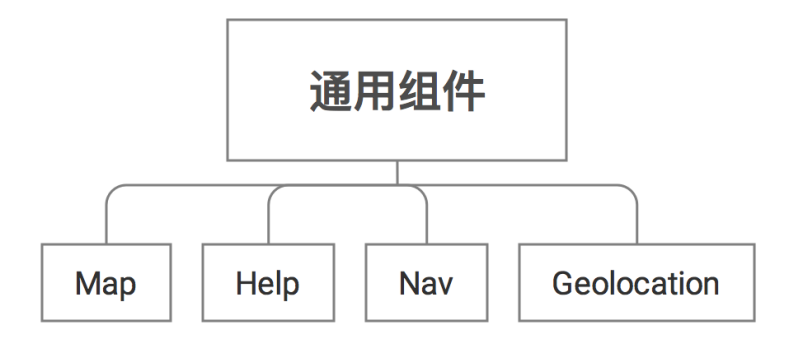 通用组件
Map
Help
Nav
Geolocation